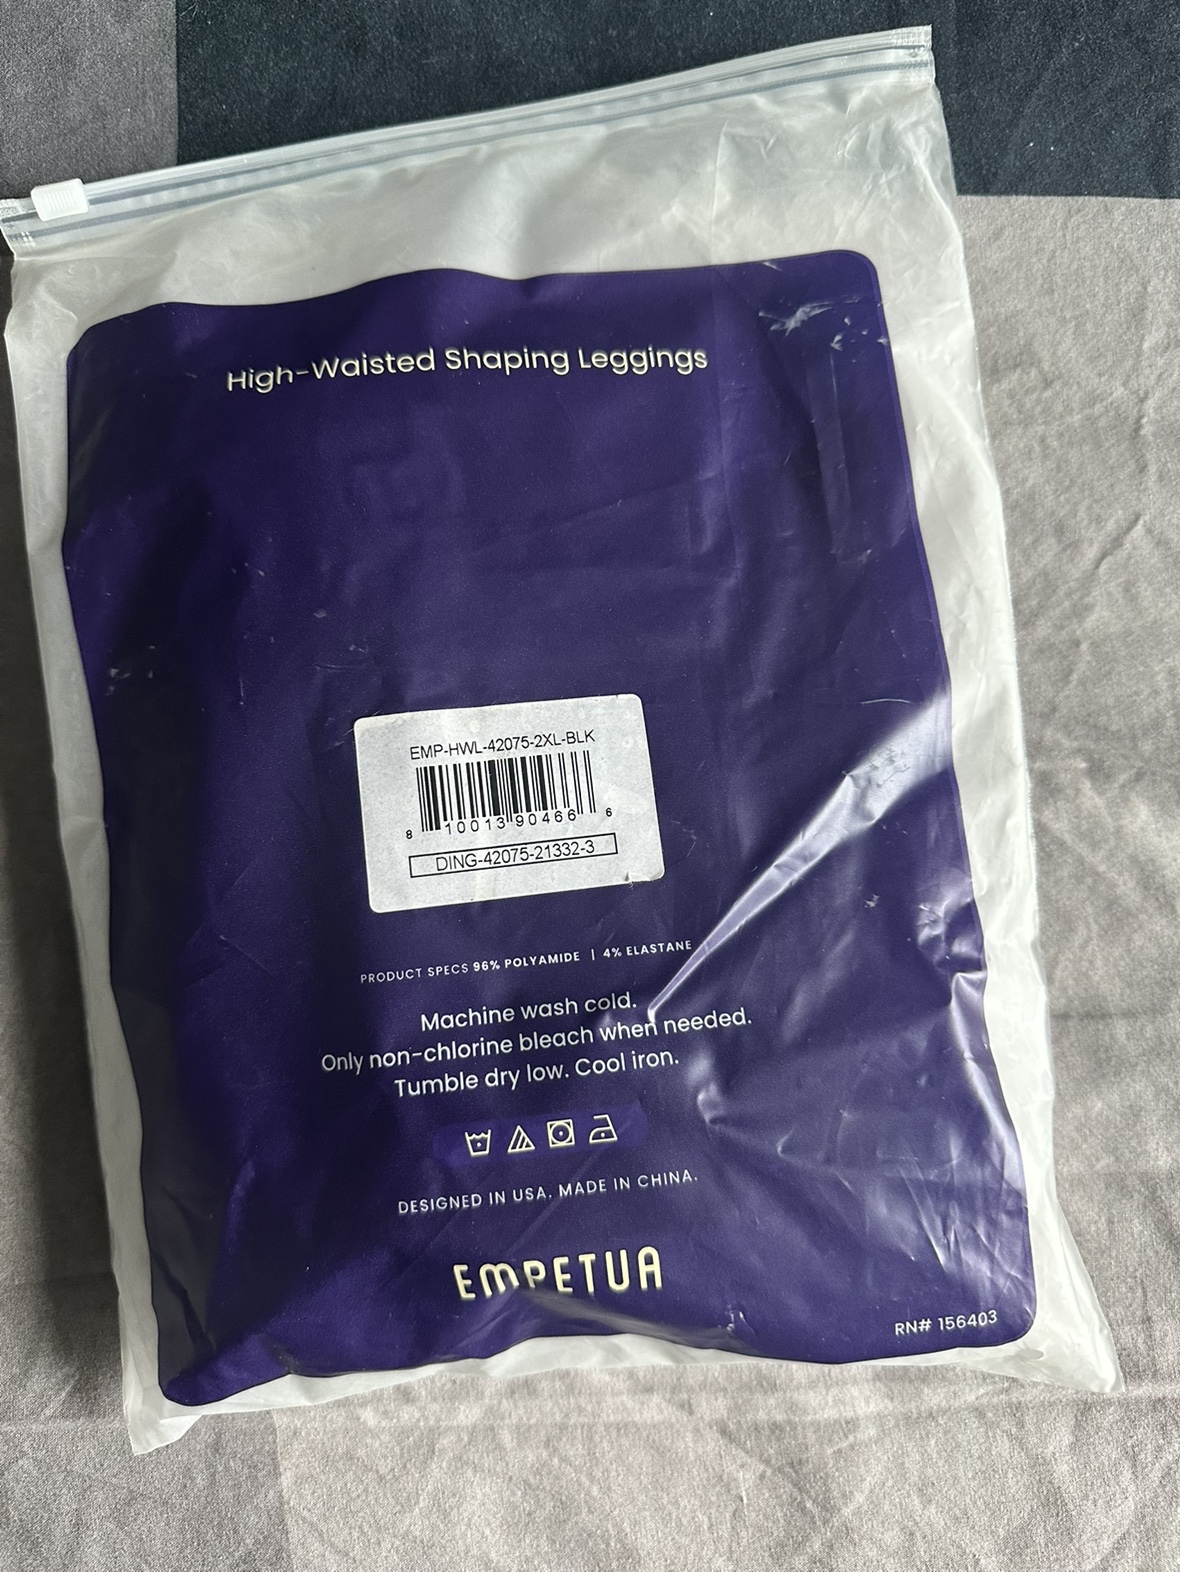 High-Waisted Shaping Leggings
EMP-HWL-42075-2XL-BLK
8 10013 90466 6
DING-42075-21332-3
PRODUCT SPECS 96% POLYAMIDE | 4% ELASTANE
Machine wash cold.
Only non-chlorine bleach when needed.
Tumble dry low. Cool iron.
DESIGNED IN USA. MADE IN CHINA.
EMPETUA
RN# 156403